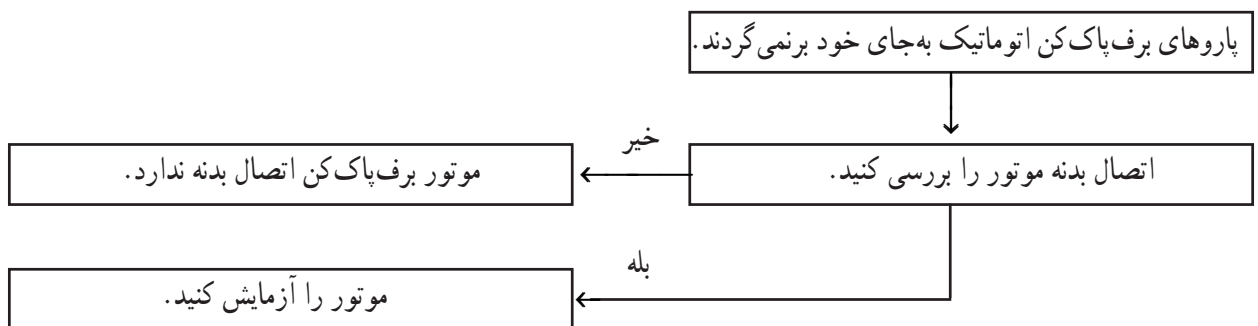 پاروهای برف‌پاک‌کن اتوماتیک به‌جای خود برنمی‌گردند.
اتصال بدنه موتور را بررسی کنید.
خیر
موتور برف‌پاک‌کن اتصال بدنه ندارد.
بله
موتور را آزمایش کنید.